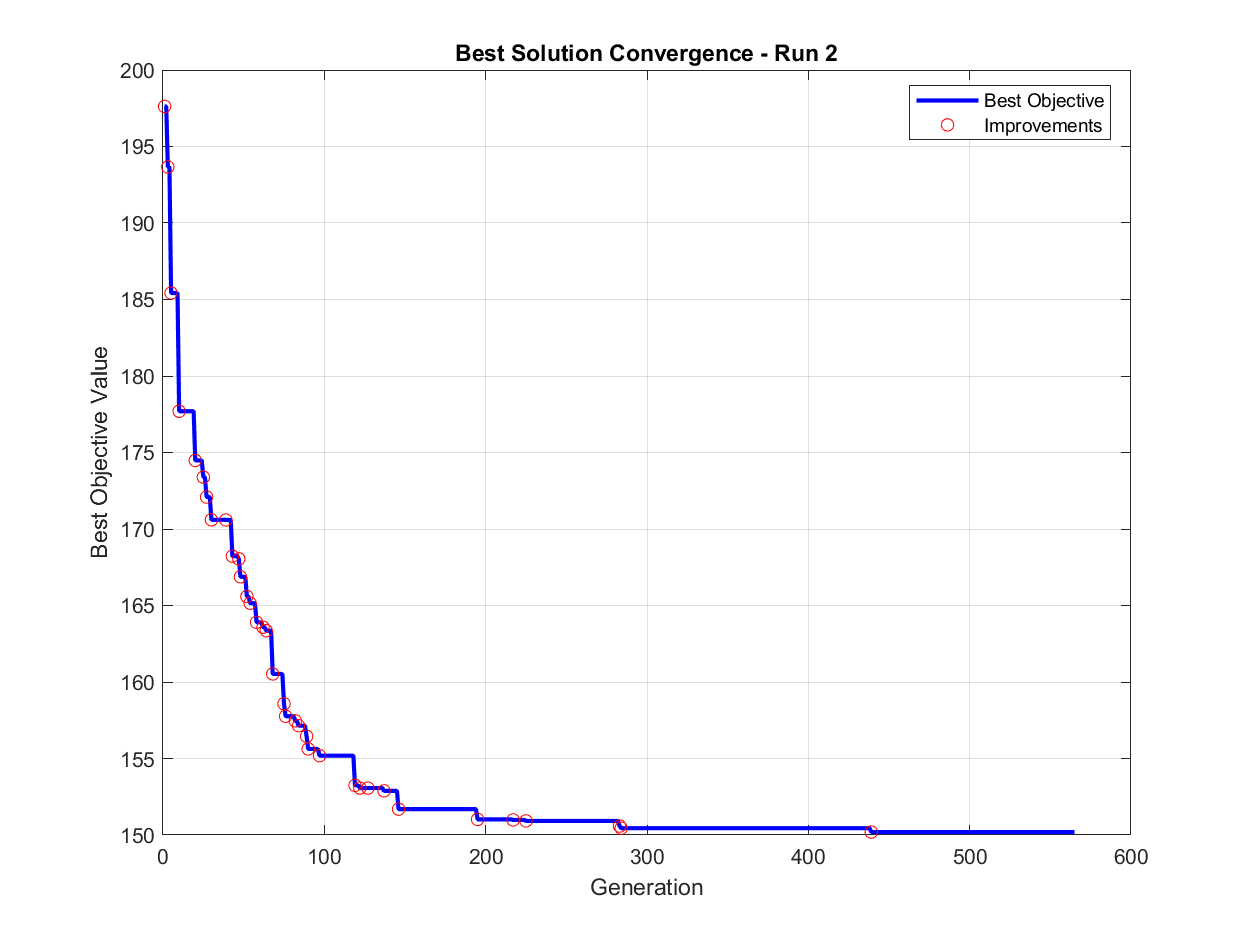 Best Solution Convergence - Run 2
200
195
190
185
180
175
170
165
160
155
150
Best Objective Value
Best Objective
Improvements
0 100 200 300 400 500 600
Generation